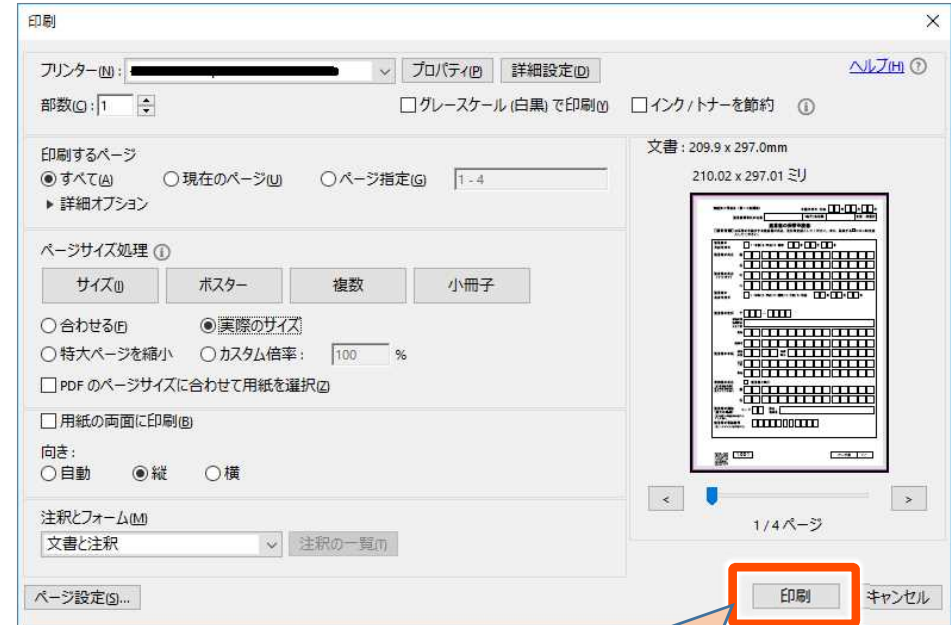 印刷
プリンター(N) : プロパティ(P) 詳細設定(D) ヘルプ(H)
部数(C) : 1 グレースケール (白黒) で印刷(Y) インク / トナーを節約
印刷するページ
すべて(A) 現在のページ(U) ページ指定(G) 1 - 4
詳細オプション
ページサイズ処理
サイズ(I) ポスター 複数 小冊子
合わせる(F) 実際のサイズ
特大ページを縮小 カスタム倍率 : 100 %
PDF のページサイズに合わせて用紙を選択(Z)
用紙の両面に印刷(B)
向き :
自動 縦 横
注釈とフォーム(M)
文書と注釈 注釈の一覧(T)
文書 : 209.9 x 297.0mm
210.02 x 297.01 ミリ
< >
1 / 4 ページ
ページ設定(S)... 印刷 キャンセル